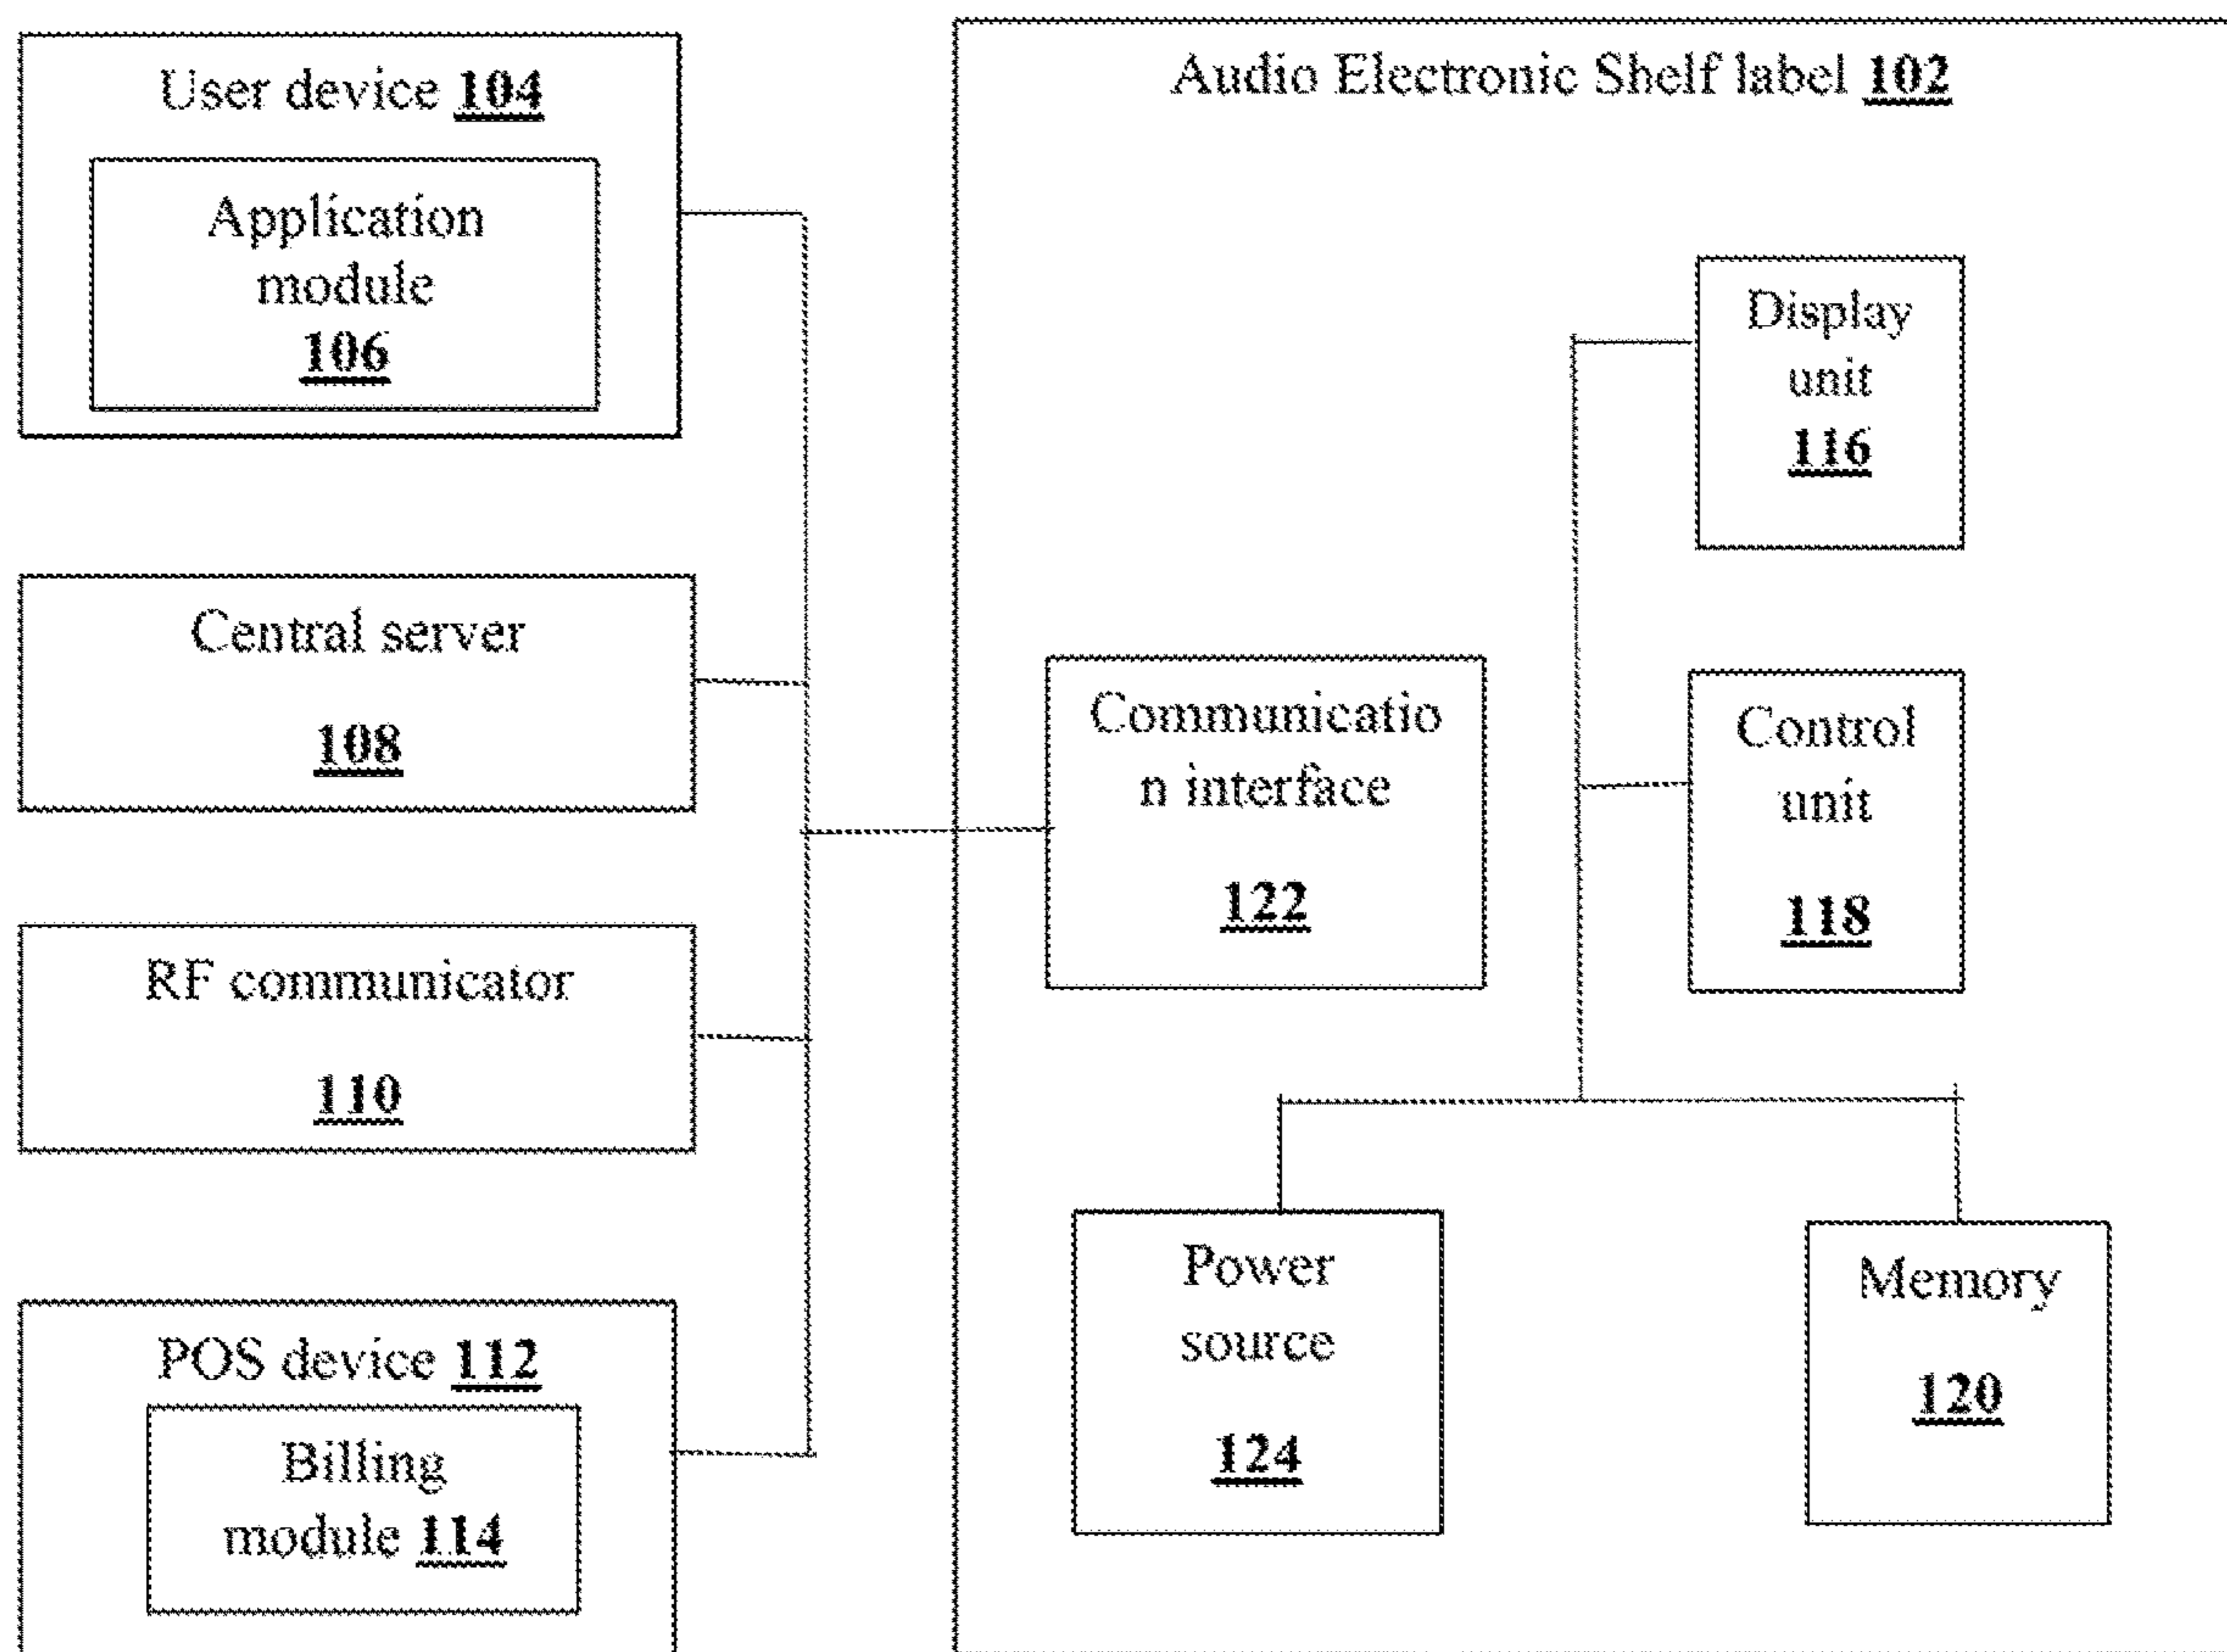 User device 104
Application
module
106
Central server
108
RF communicator
110
POS device 112
Billing
module 114
Audio Electronic Shelf label 102
Display
unit
116
Communicatio
n interface
122
Control
unit
118
Power
source
124
Memory
120